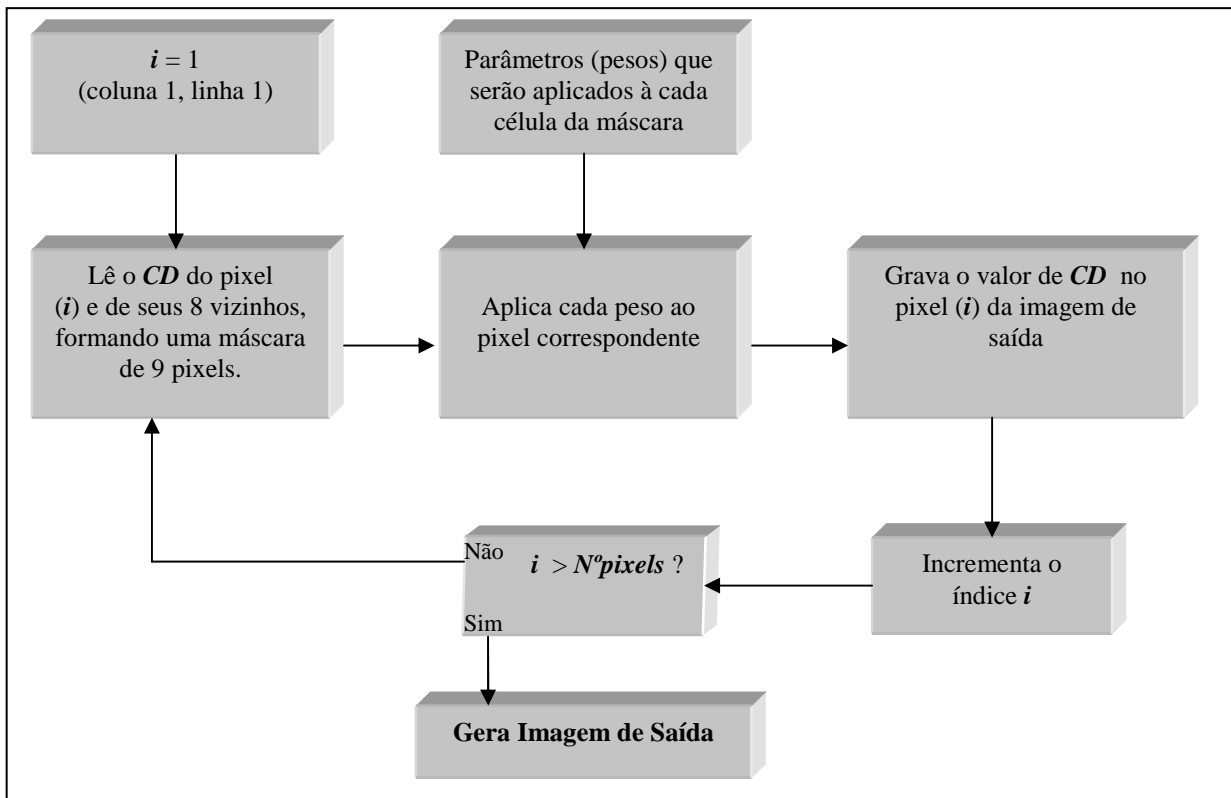 i = 1
(coluna 1, linha 1)
Parâmetros (pesos) que
serão aplicados à cada
célula da máscara
Lê o CD do pixel
(i) e de seus 8 vizinhos,
formando uma máscara
de 9 pixels.
Aplica cada peso ao
pixel correspondente
Grava o valor de CD no
pixel (i) da imagem de
saída
Não
i > Nºpixels ?
Sim
Incrementa o
índice i
Gera Imagem de Saída